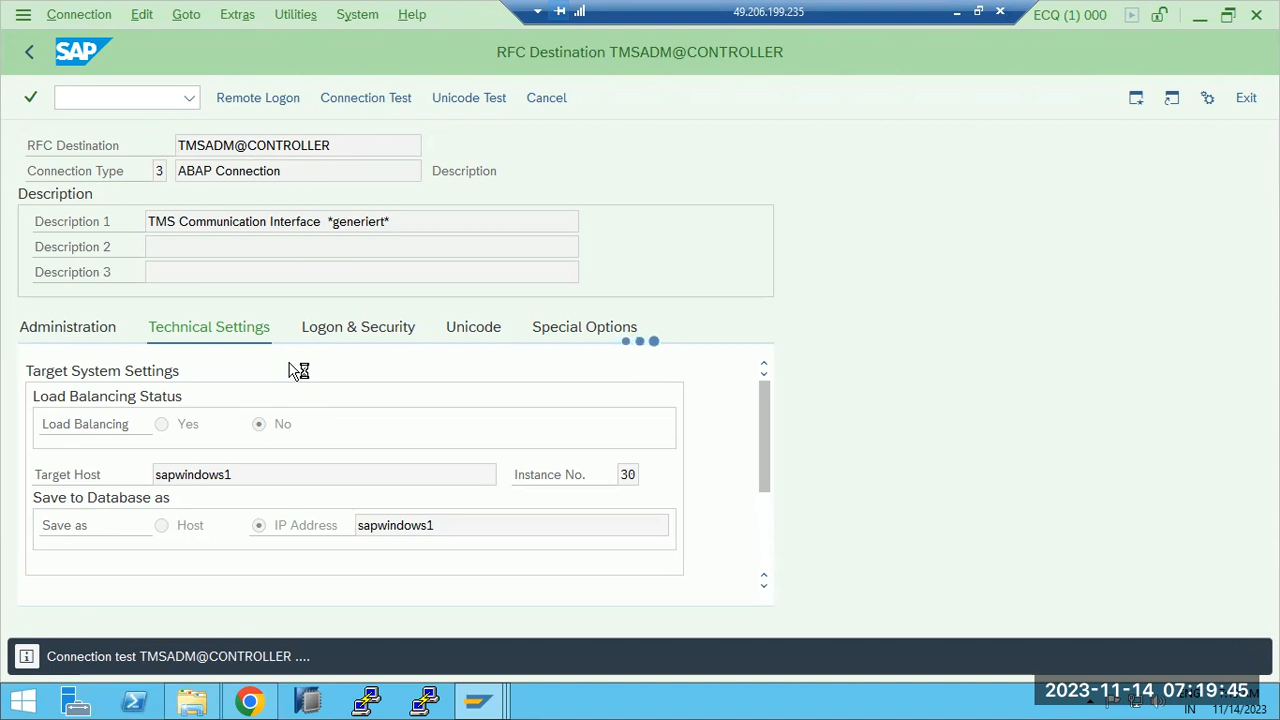 Connection Edit Goto Extras Utilities System Help 49.206.199.235 ECQ (1) 000
SAP RFC Destination TMSADM@CONTROLLER
Remote Logon Connection Test Unicode Test Cancel Exit
RFC Destination TMSADM@CONTROLLER
Connection Type 3 ABAP Connection Description
Description
Description 1 TMS Communication Interface *generiert*
Description 2
Description 3
Administration Technical Settings Logon & Security Unicode Special Options
Target System Settings
Load Balancing Status
Load Balancing Yes No
Target Host sapwindows1 Instance No. 30
Save to Database as
Save as Host IP Address sapwindows1
Connection test TMSADM@CONTROLLER ....
2023-11-14 07:19:45
IN 11/14/2023